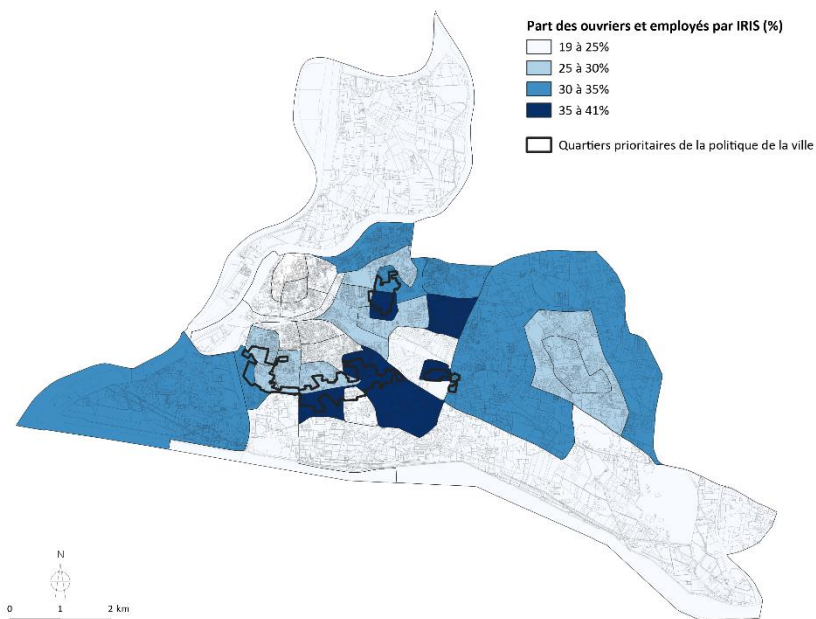 Part des ouvriers et employés par IRIS (%)
19 à 25%
25 à 30%
30 à 35%
35 à 41%
Quartiers prioritaires de la politique de la ville
N
0 1 2 km